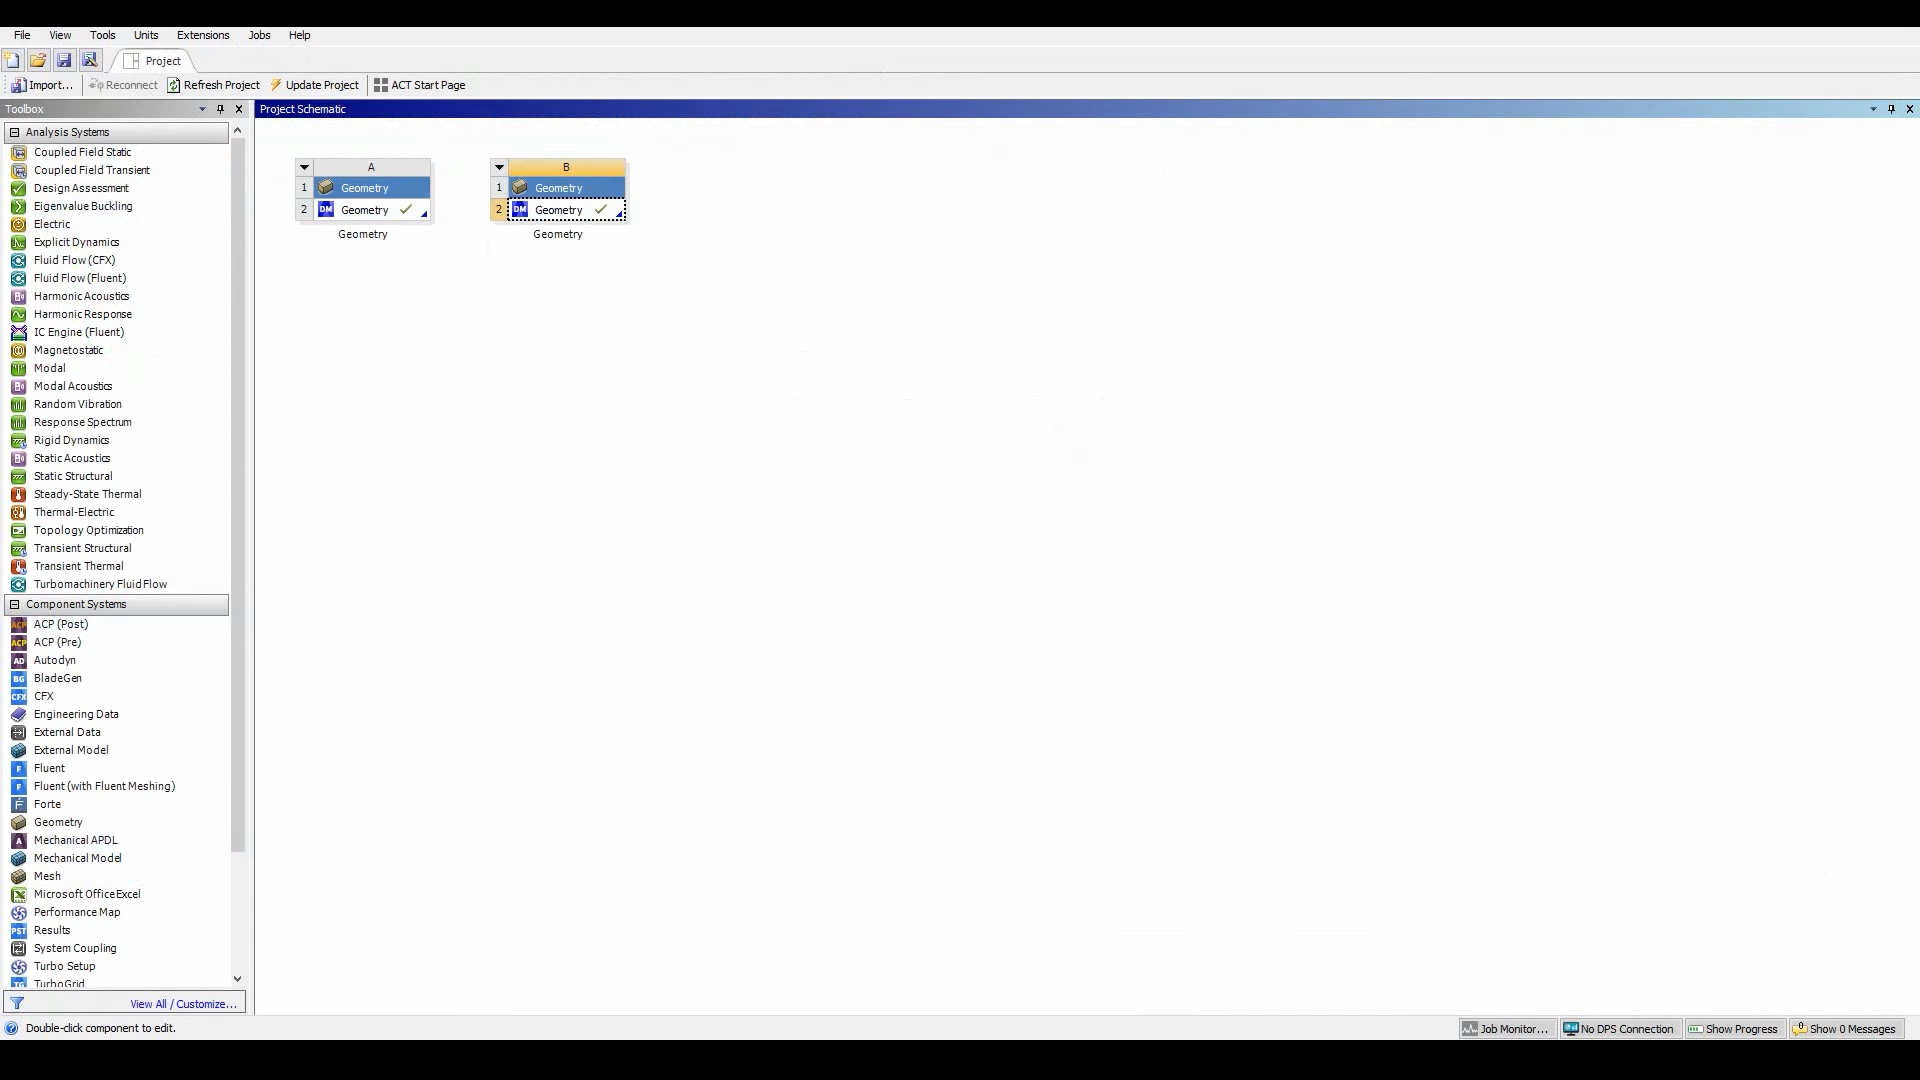 File View Tools Units Extensions Jobs Help
Project
Import... Reconnect Refresh Project Update Project ACT Start Page
Toolbox
Project Schematic
Analysis Systems
Coupled Field Static
Coupled Field Transient
Design Assessment
Eigenvalue Buckling
Electric
Explicit Dynamics
Fluid Flow (CFX)
Fluid Flow (Fluent)
Harmonic Acoustics
Harmonic Response
IC Engine (Fluent)
Magnetostatic
Modal
Modal Acoustics
Random Vibration
Response Spectrum
Rigid Dynamics
Static Acoustics
Static Structural
Steady-State Thermal
Thermal-Electric
Topology Optimization
Transient Structural
Transient Thermal
Turbomachinery Fluid Flow
Component Systems
ACP (Post)
ACP (Pre)
Autodyn
BladeGen
CFX
Engineering Data
External Data
External Model
Fluent
Fluent (with Fluent Meshing)
Forte
Geometry
Mechanical APDL
Mechanical Model
Mesh
Microsoft Office Excel
Performance Map
Results
System Coupling
Turbo Setup
TurboGrid
View All / Customize...
A
1 Geometry
2 DM Geometry
Geometry
B
1 Geometry
2 DM Geometry
Geometry
Double-click component to edit.
Job Monitor... No DPS Connection Show Progress Show 0 Messages